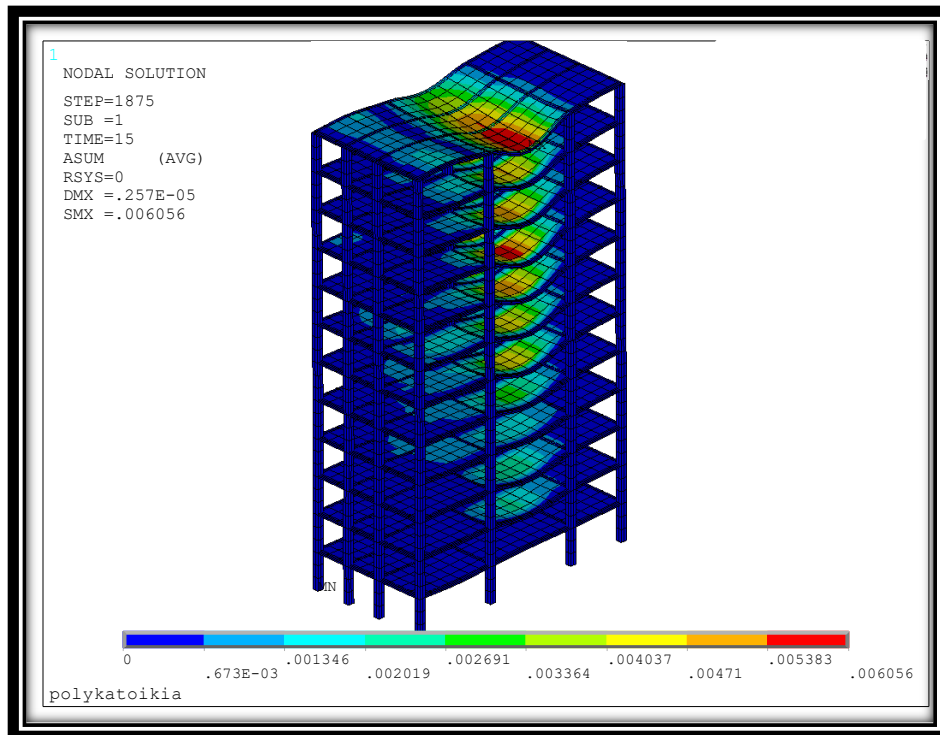 1
NODAL SOLUTION
STEP=1875
SUB =1
TIME=15
ASUM (AVG)
RSYS=0
DMX =.257E-05
SMX =.006056
MN
0 .001346 .002691 .004037 .005383
.673E-03 .002019 .003364 .00471 .006056
polykatoikia